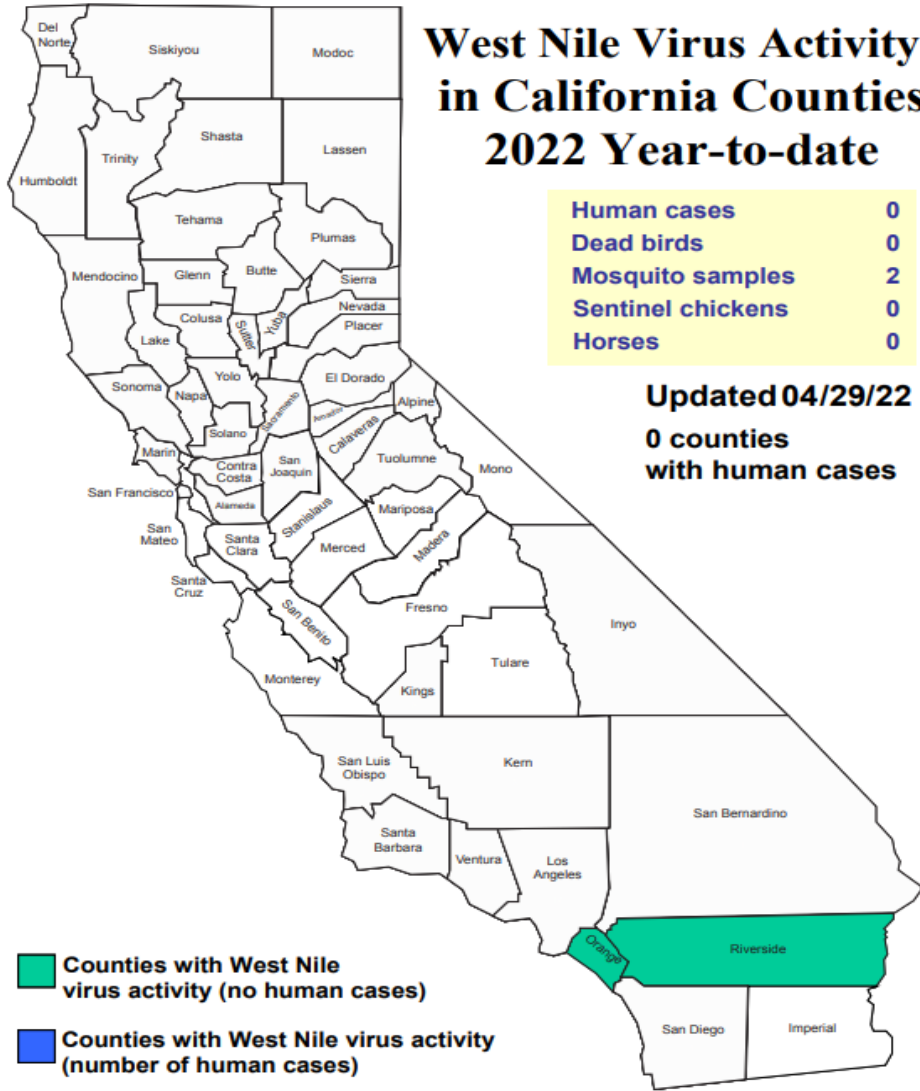 West Nile Virus Activity
in California Counties
2022 Year-to-date
Human cases 0
Dead birds 0
Mosquito samples 2
Sentinel chickens 0
Horses 0
Updated 04/29/22
0 counties
with human cases
Del
Norte
Siskiyou
Modoc
Shasta
Trinity
Lassen
Humboldt
Tehama
Plumas
Mendocino
Glenn
Butte
Sierra
Nevada
Colusa
Sutter
Yuba
Placer
Lake
Yolo
El Dorado
Sonoma
Napa
Sacramento
Amador
Alpine
Solano
Calaveras
Marin
Contra
Costa
San
Joaquin
Tuolumne
Mono
San Francisco
Alameda
Stanislaus
Mariposa
San
Mateo
Santa
Clara
Merced
Madera
Santa
Cruz
San Benito
Fresno
Inyo
Monterey
Kings
Tulare
San Luis
Obispo
Kern
San Bernardino
Santa
Barbara
Ventura
Los
Angeles
Orange
Riverside
San Diego
Imperial
Counties with West Nile
virus activity (no human cases)
Counties with West Nile virus activity
(number of human cases)